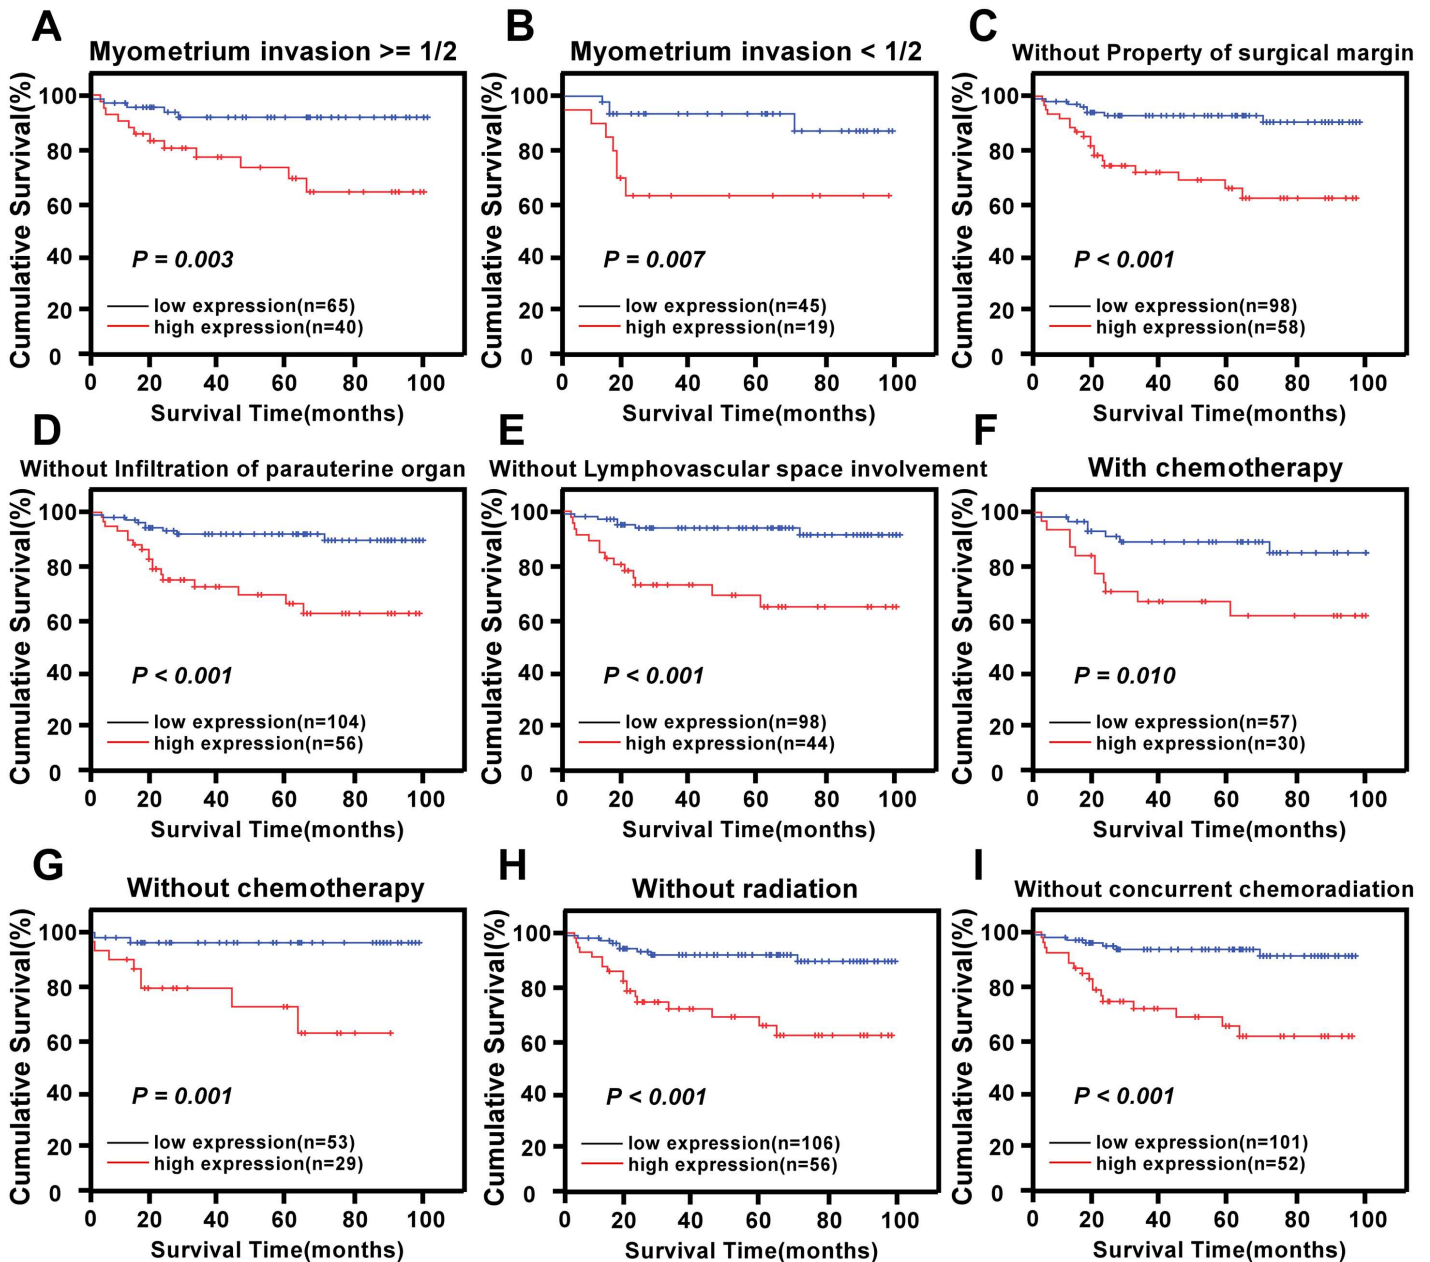 A
Myometrium invasion >= 1/2
Cumulative Survival(%)
100
80
60
40
20
0
P = 0.003
low expression(n=65)
high expression(n=40)
0 20 40 60 80 100
Survival Time(months)
B
Myometrium invasion < 1/2
Cumulative Survival(%)
100
80
60
40
20
0
P = 0.007
low expression(n=45)
high expression(n=19)
0 20 40 60 80 100
Survival Time(months)
C
Without Property of surgical margin
Cumulative Survival(%)
100
80
60
40
20
0
P < 0.001
low expression(n=98)
high expression(n=58)
0 20 40 60 80 100
Survival Time(months)
D
Without Infiltration of parauterine organ
Cumulative Survival(%)
100
80
60
40
20
0
P < 0.001
low expression(n=104)
high expression(n=56)
0 20 40 60 80 100
Survival Time(months)
E
Without Lymphovascular space involvement
Cumulative Survival(%)
100
80
60
40
20
0
P < 0.001
low expression(n=98)
high expression(n=44)
0 20 40 60 80 100
Survival Time(months)
F
With chemotherapy
Cumulative Survival(%)
100
80
60
40
20
0
P = 0.010
low expression(n=57)
high expression(n=30)
0 20 40 60 80 100
Survival Time(months)
G
Without chemotherapy
Cumulative Survival(%)
100
80
60
40
20
0
P = 0.001
low expression(n=53)
high expression(n=29)
0 20 40 60 80 100
Survival Time(months)
H
Without radiation
Cumulative Survival(%)
100
80
60
40
20
0
P < 0.001
low expression(n=106)
high expression(n=56)
0 20 40 60 80 100
Survival Time(months)
I
Without concurrent chemoradiation
Cumulative Survival(%)
100
80
60
40
20
0
P < 0.001
low expression(n=101)
high expression(n=52)
0 20 40 60 80 100
Survival Time(months)